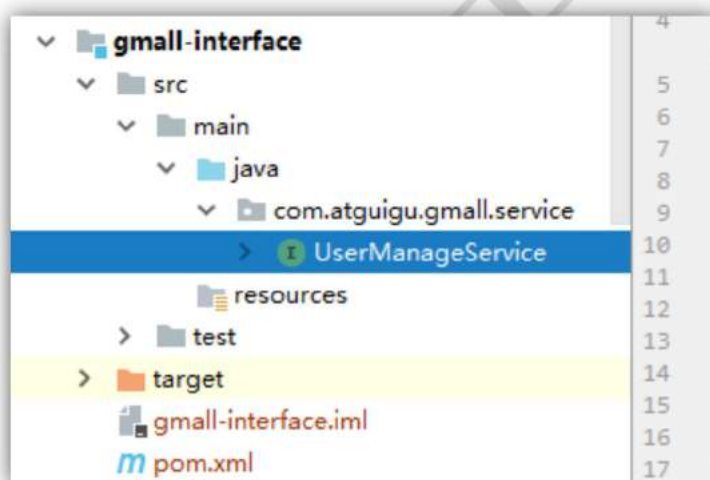 gmall-interface
src
main
java
com.atguigu.gmall.service
I UserManageService
resources
test
target
gmall-interface.iml
m pom.xml
4
5
6
7
8
9
10
11
12
13
14
15
16
17